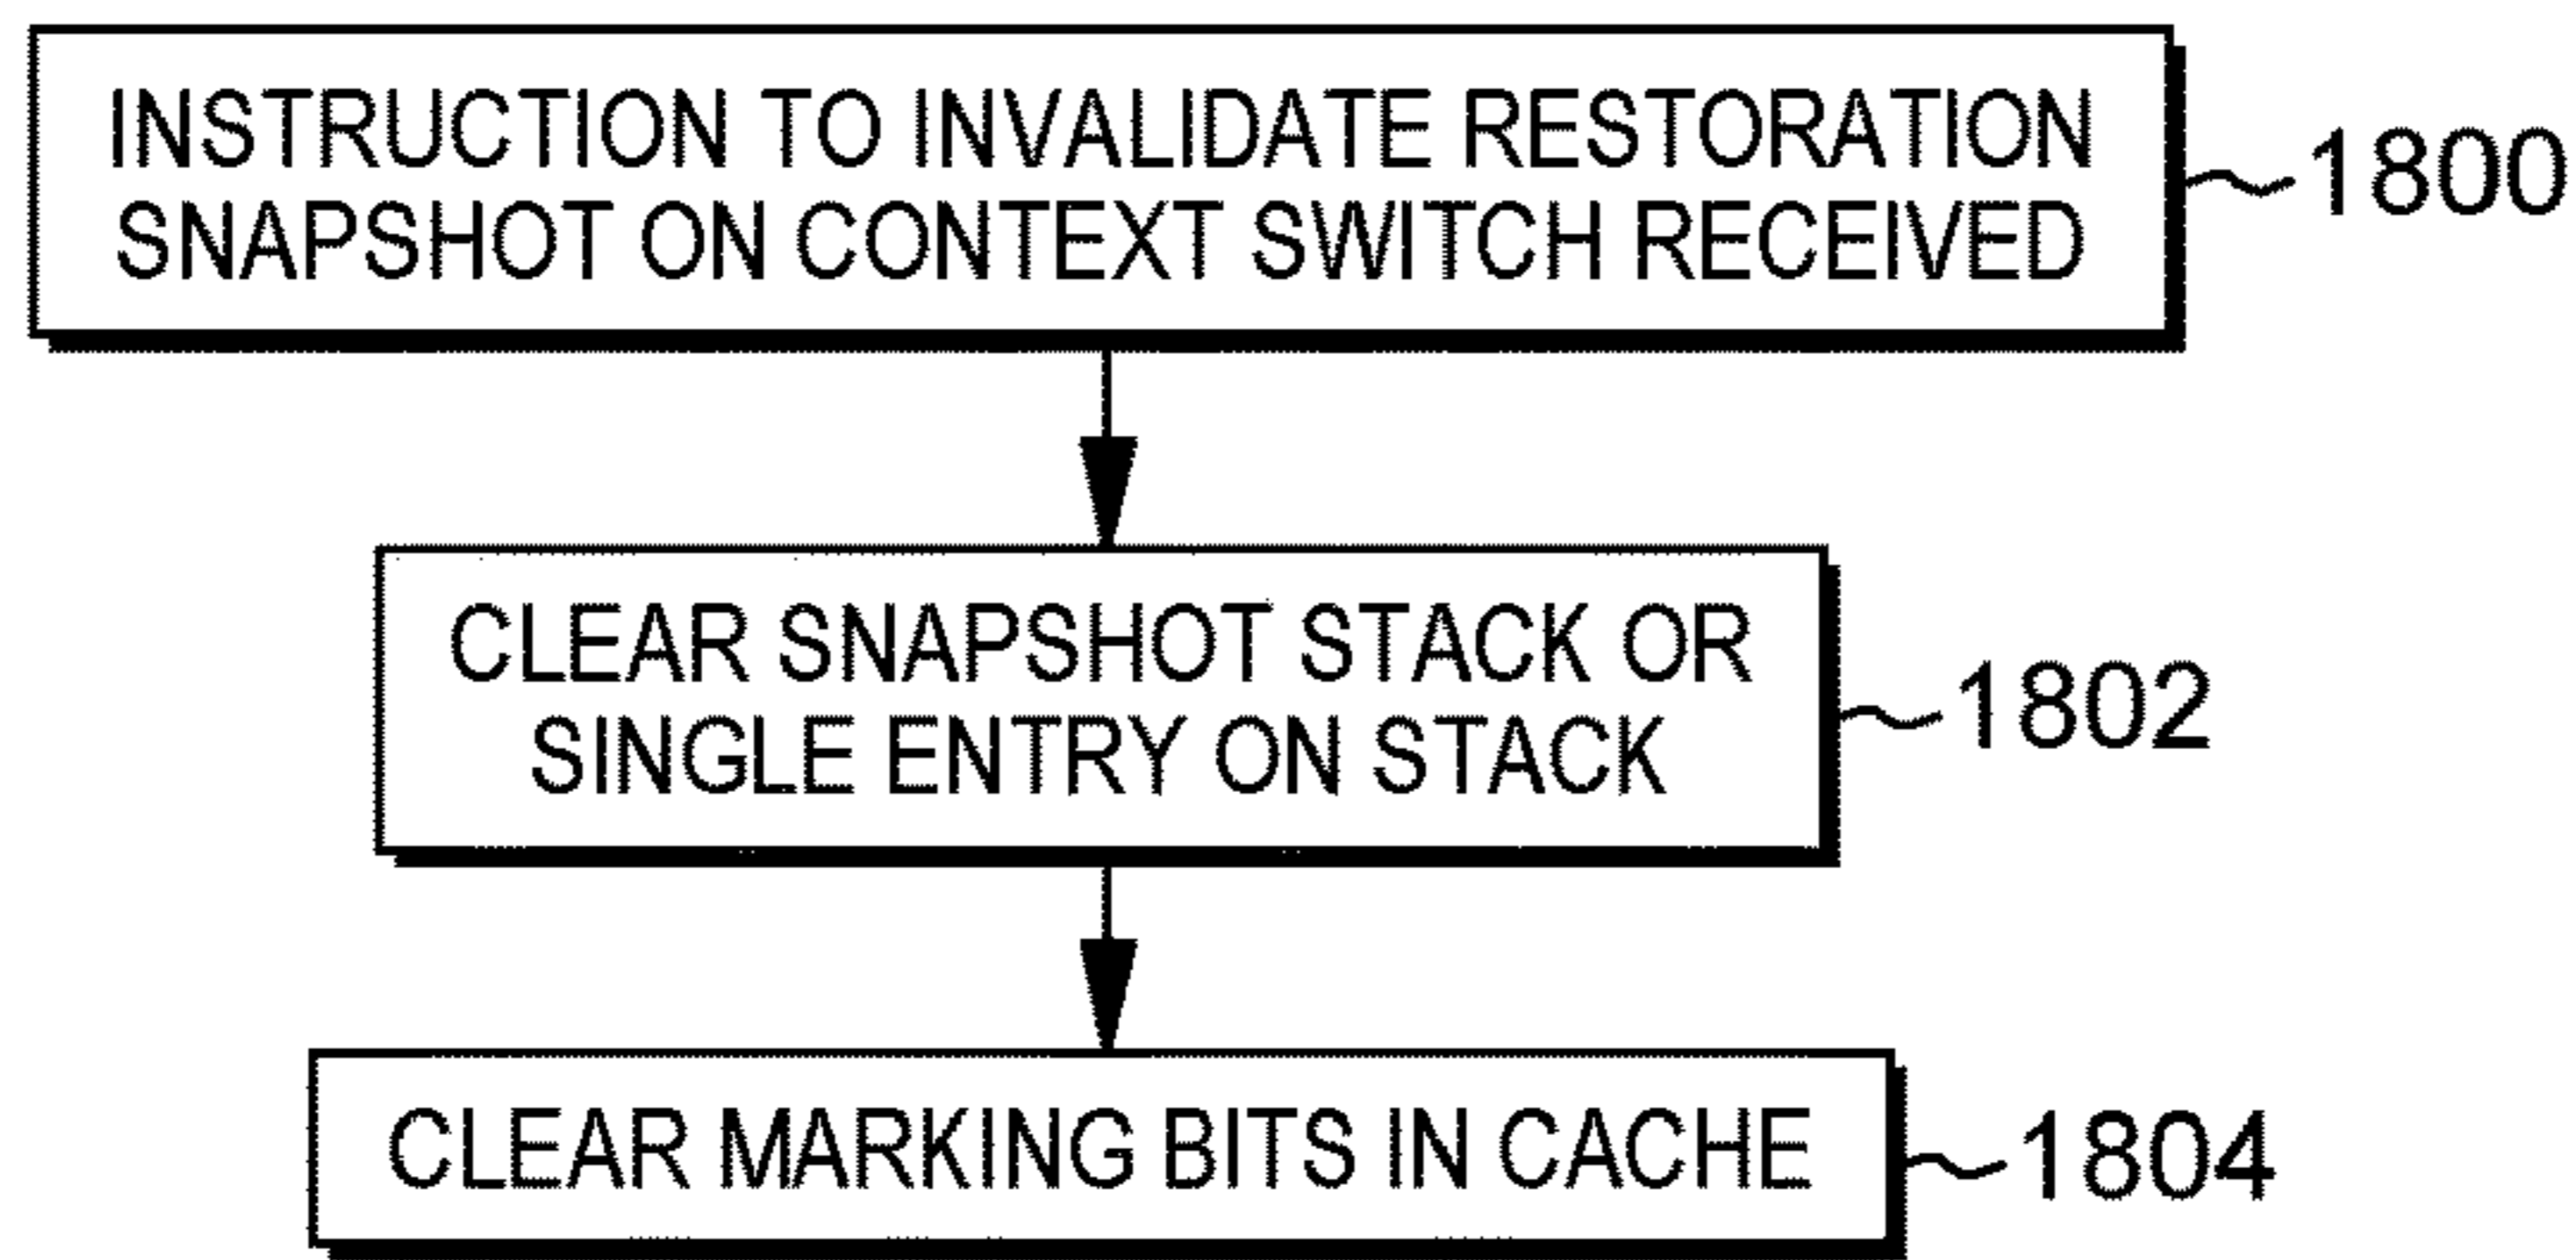 INSTRUCTION TO INVALIDATE RESTORATION
SNAPSHOT ON CONTEXT SWITCH RECEIVED
1800
CLEAR SNAPSHOT STACK OR
SINGLE ENTRY ON STACK
1802
CLEAR MARKING BITS IN CACHE
1804